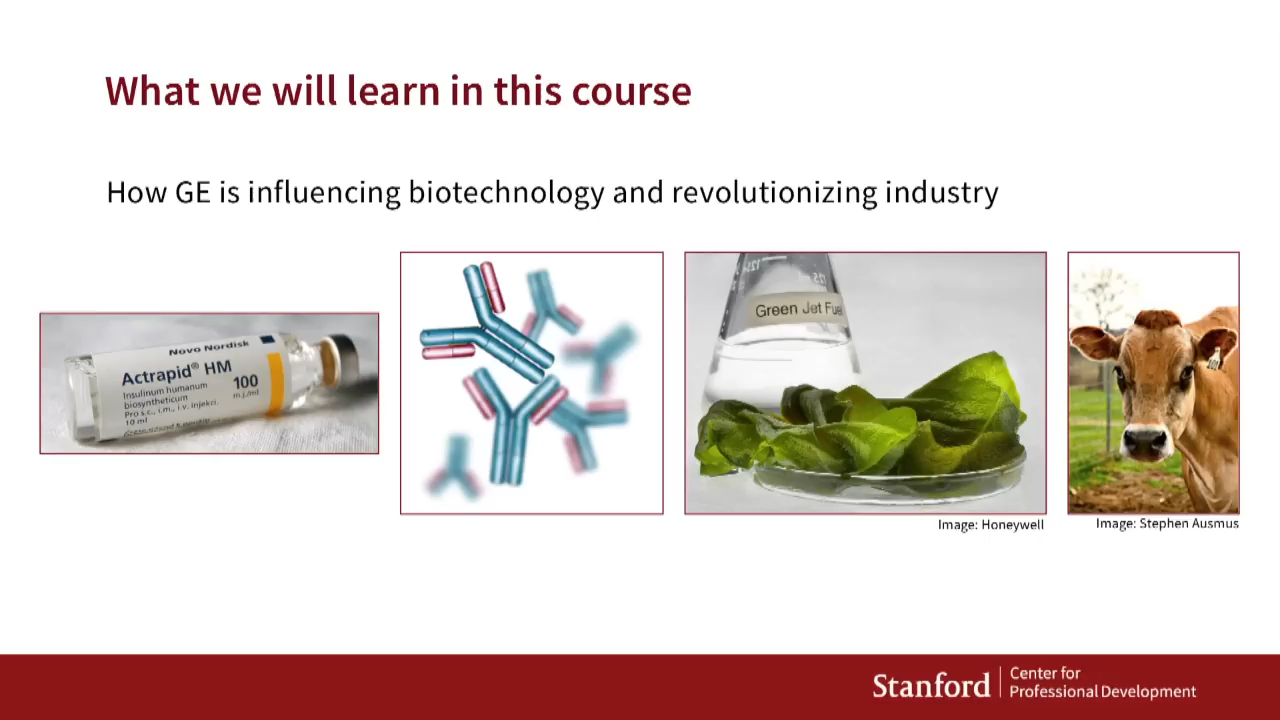 What we will learn in this course
How GE is influencing biotechnology and revolutionizing industry
Novo Nordisk
Actrapid® HM
100
m.j./ml
Insulinum humanum
biosyntheticum
Pro s.c., i.m., i.v. injekci.
10 ml
Green Jet Fue
Image: Honeywell
Image: Stephen Ausmus
Stanford
Center for
Professional Development